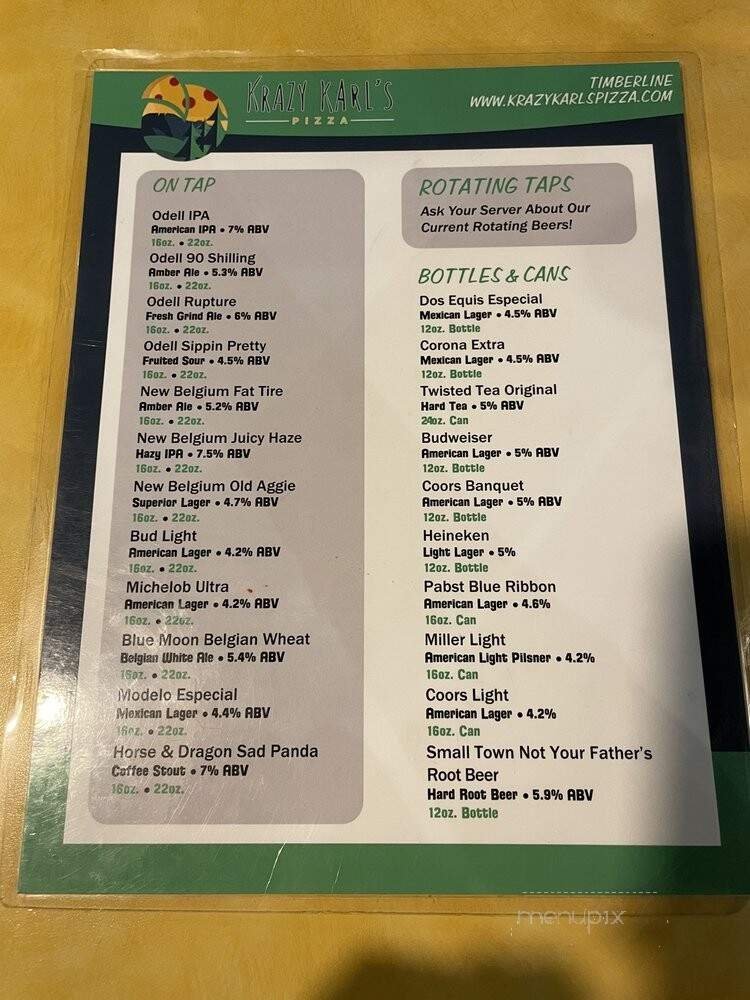 KRAZY KARL'S
PIZZA
TIMBERLINE
WWW.KRAZYKARLSPIZZA.COM
ON TAP
Odell IPA
American IPA • 7% ABV
16oz. • 22oz.
Odell 90 Shilling
Amber Ale • 5.3% ABV
16oz. • 22oz.
Odell Rupture
Fresh Grind Ale • 6% ABV
16oz. • 22oz.
Odell Sippin Pretty
Fruited Sour • 4.5% ABV
16oz. • 22oz.
New Belgium Fat Tire
Amber Ale • 5.2% ABV
16oz. • 22oz.
New Belgium Juicy Haze
Hazy IPA • 7.5% ABV
16oz. • 22oz.
New Belgium Old Aggie
Superior Lager • 4.7% ABV
16oz. • 22oz.
Bud Light
American Lager • 4.2% ABV
16oz. • 22oz.
Michelob Ultra
American Lager • 4.2% ABV
16oz. • 22oz.
Blue Moon Belgian Wheat
Belgian White Ale • 5.4% ABV
16oz. • 22oz.
Modelo Especial
Mexican Lager • 4.4% ABV
16oz. • 22oz.
Horse & Dragon Sad Panda
Coffee Stout • 7% ABV
16oz. • 22oz.
ROTATING TAPS
Ask Your Server About Our
Current Rotating Beers!
BOTTLES & CANS
Dos Equis Especial
Mexican Lager • 4.5% ABV
12oz. Bottle
Corona Extra
Mexican Lager • 4.5% ABV
12oz. Bottle
Twisted Tea Original
Hard Tea • 5% ABV
24oz. Can
Budweiser
American Lager • 5% ABV
12oz. Bottle
Coors Banquet
American Lager • 5% ABV
12oz. Bottle
Heineken
Light Lager • 5%
12oz. Bottle
Pabst Blue Ribbon
American Lager • 4.6%
16oz. Can
Miller Light
American Light Pilsner • 4.2%
16oz. Can
Coors Light
American Lager • 4.2%
16oz. Can
Small Town Not Your Father's
Root Beer
Hard Root Beer • 5.9% ABV
12oz. Bottle
menupix